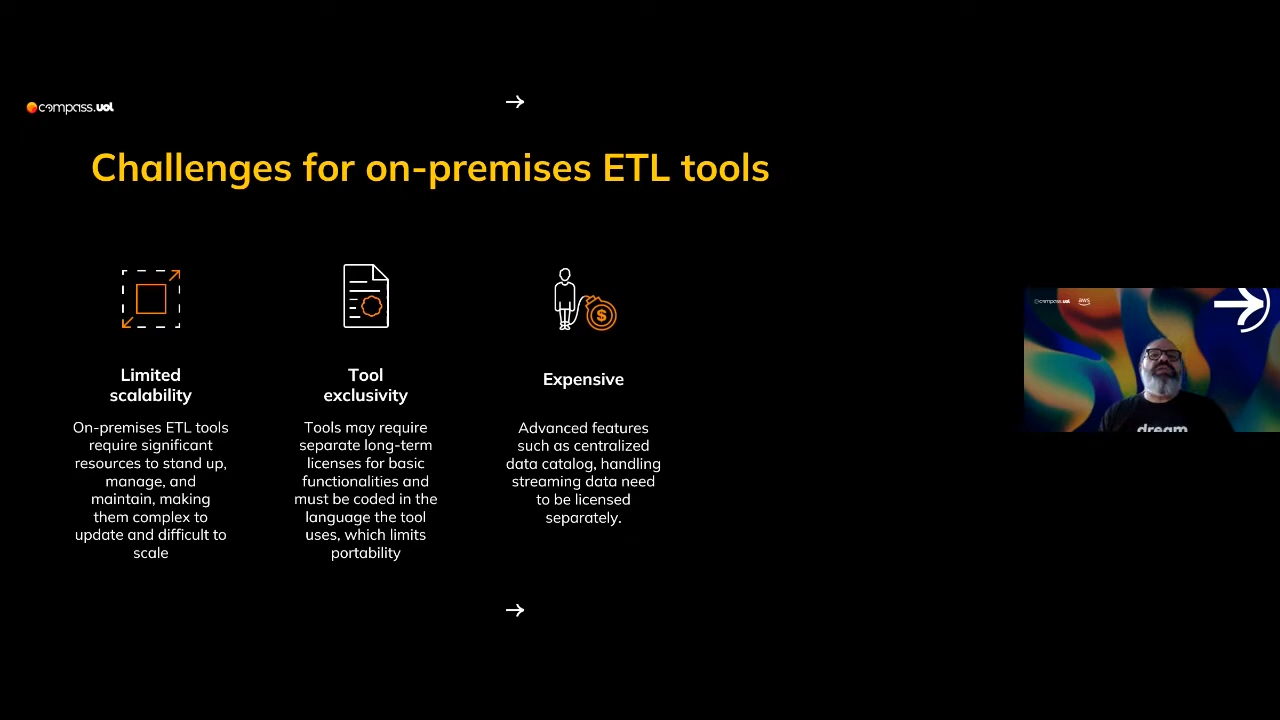 compass.uol
Challenges for on-premises ETL tools
Limited
scalability
On-premises ETL tools
require significant
resources to stand up,
manage, and
maintain, making
them complex to
update and difficult to
scale
Tool
exclusivity
Tools may require
separate long-term
licenses for basic
functionalities and
must be coded in the
language the tool
uses, which limits
portability
$
Expensive
Advanced features
such as centralized
data catalog, handling
streaming data need
to be licensed
separately.
compass.uol
aws
dream